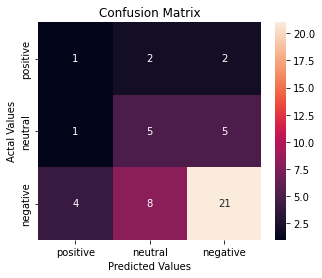 Confusion Matrix
Actal Values
positive
neutral
negative
1 2 2
1 5 5
4 8 21
positive neutral negative
Predicted Values
20.0
17.5
15.0
12.5
10.0
7.5
5.0
2.5